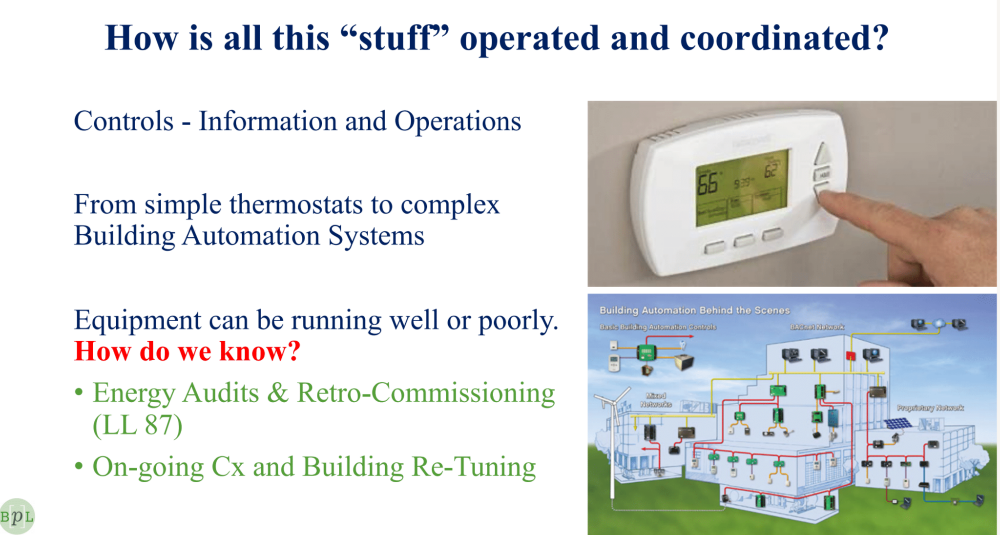 How is all this “stuff” operated and coordinated?
Controls - Information and Operations
From simple thermostats to complex
Building Automation Systems
Equipment can be running well or poorly.
How do we know?
• Energy Audits & Retro-Commissioning
(LL 87)
• On-going Cx and Building Re-Tuning
66
9:39
62
HOLD
Building Automation Behind the Scenes
Basic Building Automation Controls
BACnet Network
Mixed
Networks
Proprietary Network
B[p]L